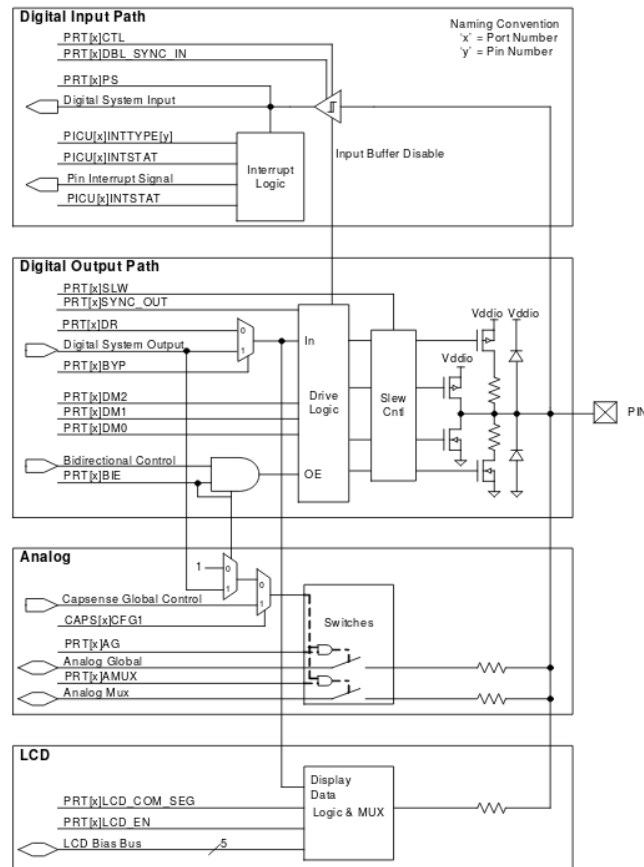 Digital Input Path
Naming Convention
'x' = Port Number
'y' = Pin Number
PRT[x]CTL
PRT[x]DBL_SYNC_IN
PRT[x]PS
Digital System Input
PICU[x]INTTYPE[y]
PICU[x]INTSTAT
Pin Interrupt Signal
PICU[x]INTSTAT
Interrupt
Logic
Input Buffer Disable
Digital Output Path
PRT[x]SLW
PRT[x]SYNC_OUT
PRT[x]DR
Digital System Output
PRT[x]BYP
0
1
PRT[x]DM2
PRT[x]DM1
PRT[x]DM0
Bidirectional Control
PRT[x]BIE
In
Drive
Logic
OE
Slew
Cntl
Vddio
Vddio
Vddio
PIN
Analog
1
0
1
0
1
Capsense Global Control
CAPS[x]CFG1
PRT[x]AG
Analog Global
PRT[x]AMUX
Analog Mux
Switches
LCD
PRT[x]LCD_COM_SEG
PRT[x]LCD_EN
LCD Bias Bus
5
Display
Data
Logic & MUX